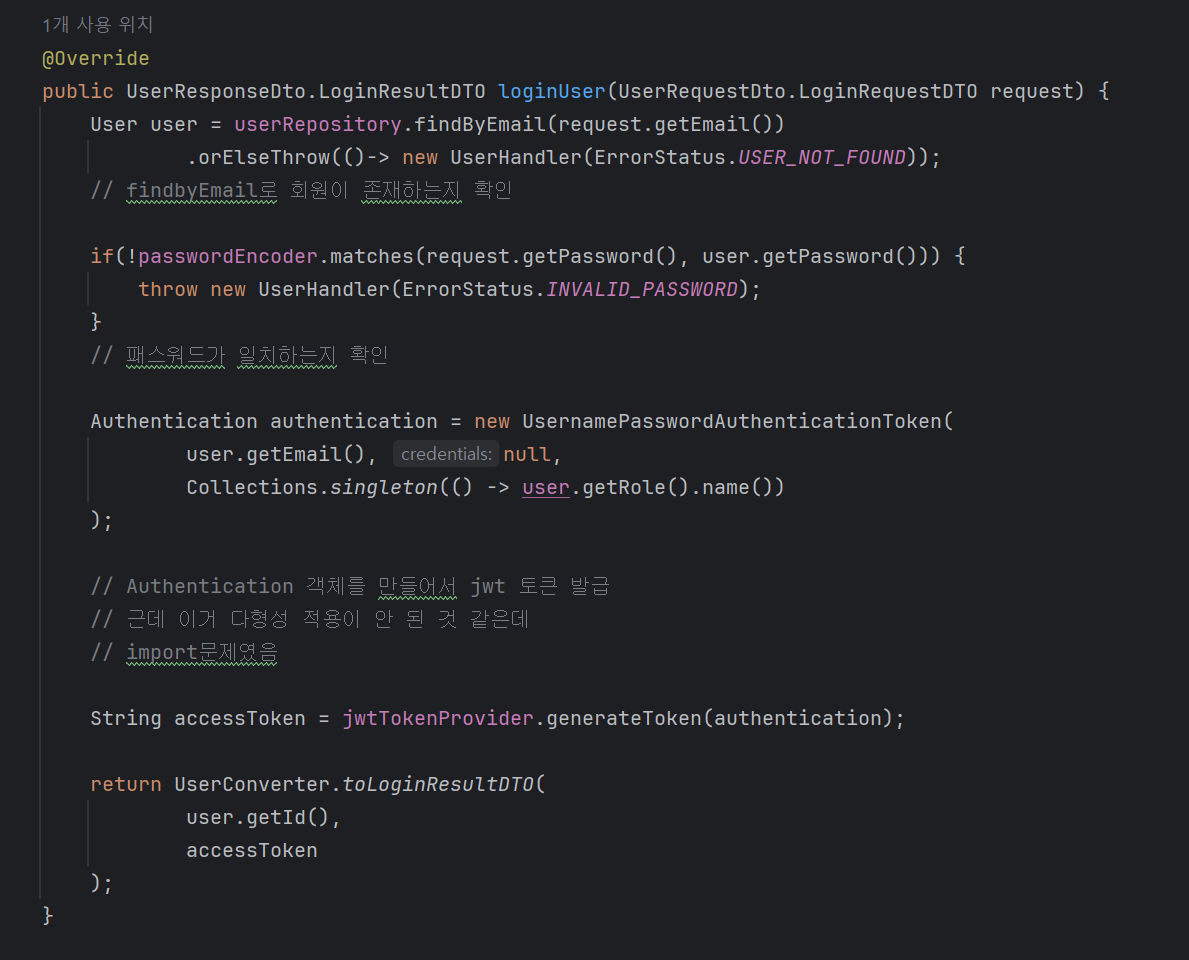 1개 사용 위치
@Override
public UserResponseDto.LoginResultDTO loginUser(UserRequestDto.LoginRequestDTO request) {
User user = userRepository.findByEmail(request.getEmail())
.orElseThrow(()-> new UserHandler(ErrorStatus.USER_NOT_FOUND));
// findbyEmail로 회원이 존재하는지 확인
if(!passwordEncoder.matches(request.getPassword(), user.getPassword())) {
throw new UserHandler(ErrorStatus.INVALID_PASSWORD);
}
// 패스워드가 일치하는지 확인
Authentication authentication = new UsernamePasswordAuthenticationToken(
user.getEmail(), credentials: null,
Collections.singleton(() -> user.getRole().name())
);
// Authentication 객체를 만들어서 jwt 토큰 발급
// 근데 이거 다형성 적용이 안 된 것 같은데
// import문제였음
String accessToken = jwtTokenProvider.generateToken(authentication);
return UserConverter.toLoginResultDTO(
user.getId(),
accessToken
);
}